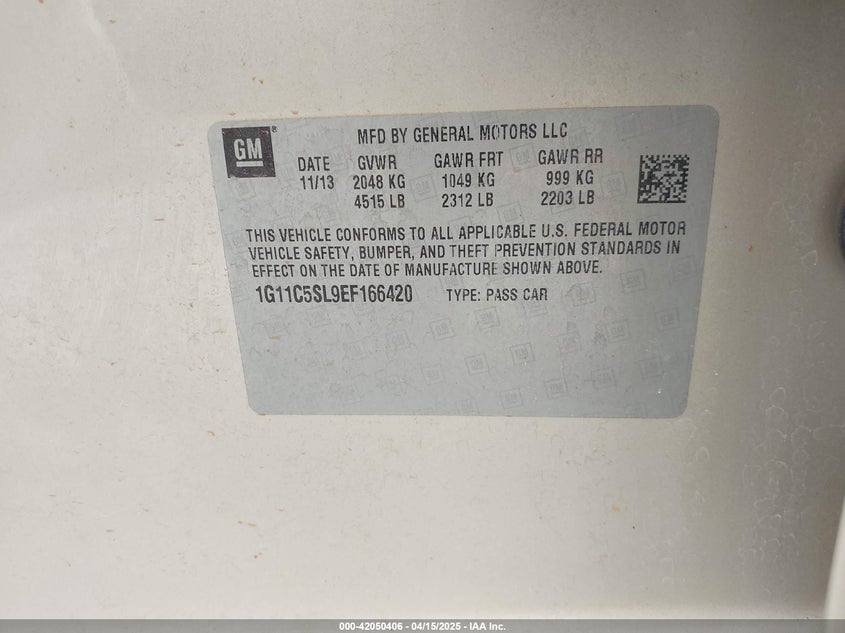 GM
MFD BY GENERAL MOTORS LLC
DATE GVWR GAWR FRT GAWR RR
11/13 2048 KG 1049 KG 999 KG
4515 LB 2312 LB 2203 LB
THIS VEHICLE CONFORMS TO ALL APPLICABLE U.S. FEDERAL MOTOR
VEHICLE SAFETY, BUMPER, AND THEFT PREVENTION STANDARDS IN
EFFECT ON THE DATE OF MANUFACTURE SHOWN ABOVE.
1G11C5SL9EF166420 TYPE: PASS CAR
000-42050406 - 04/15/2025 - IAA Inc.